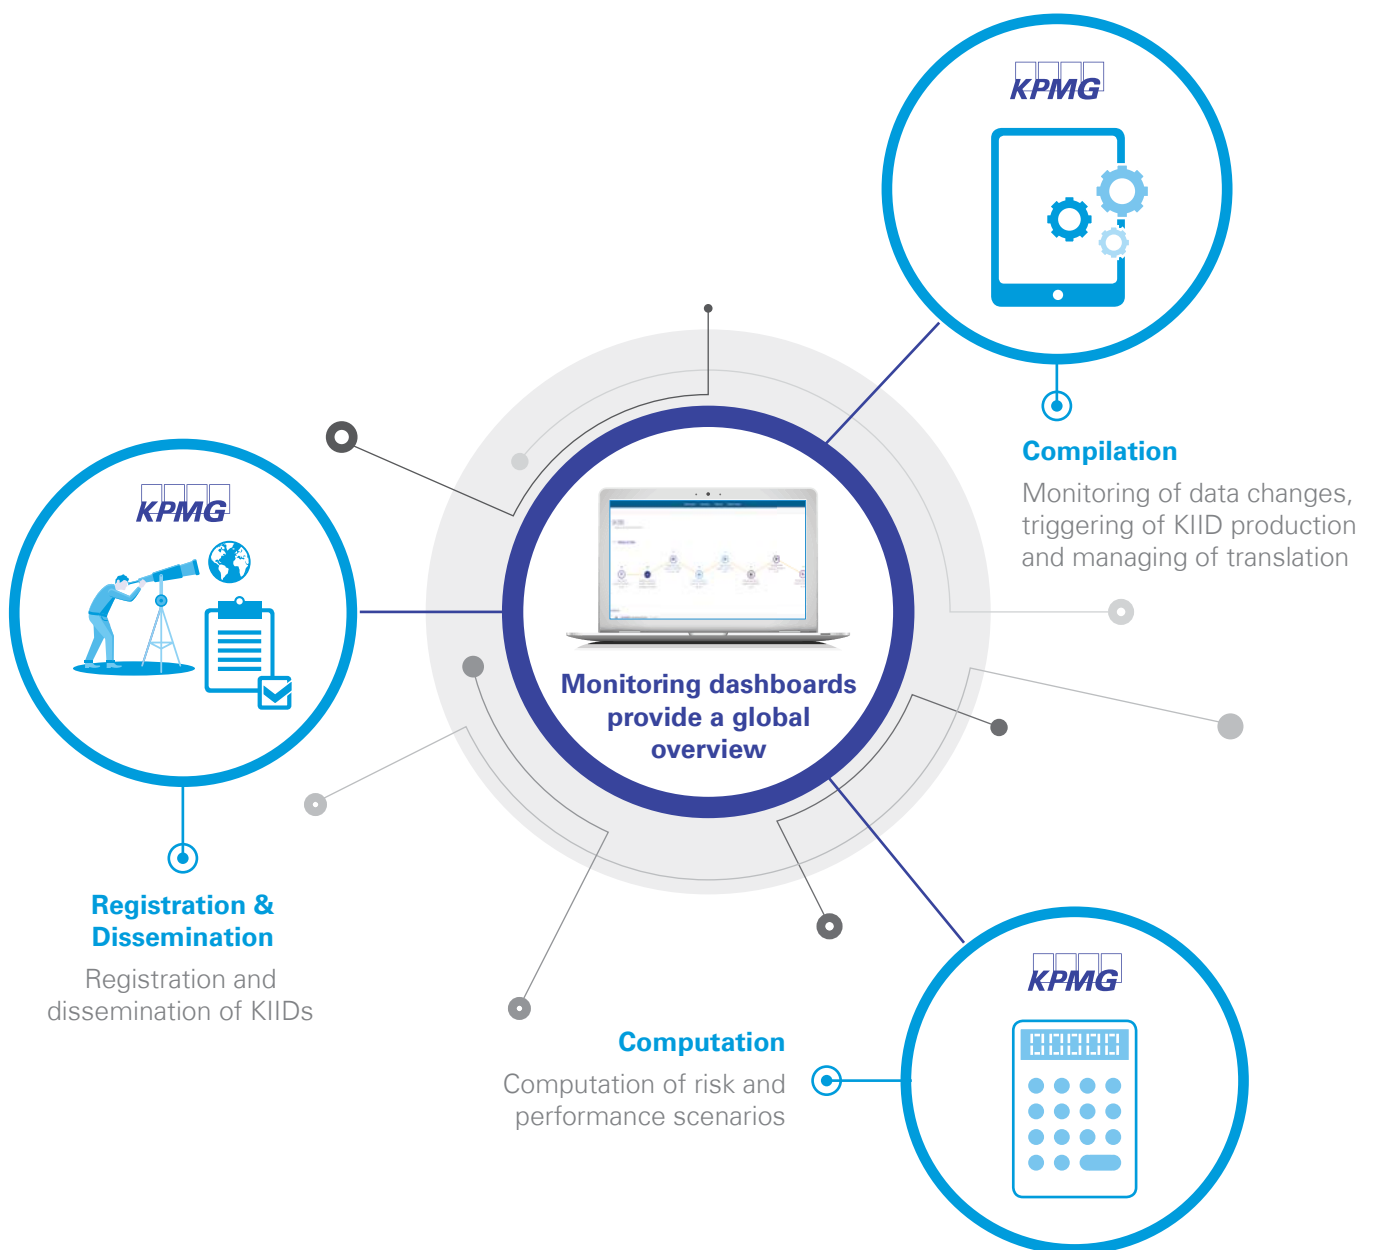 KPMG
Compilation
Monitoring of data changes,
triggering of KIID production
and managing of translation
KPMG
Monitoring dashboards
provide a global
overview
Registration &
Dissemination
Registration and
dissemination of KIIDs
KPMG
Computation
Computation of risk and
performance scenarios